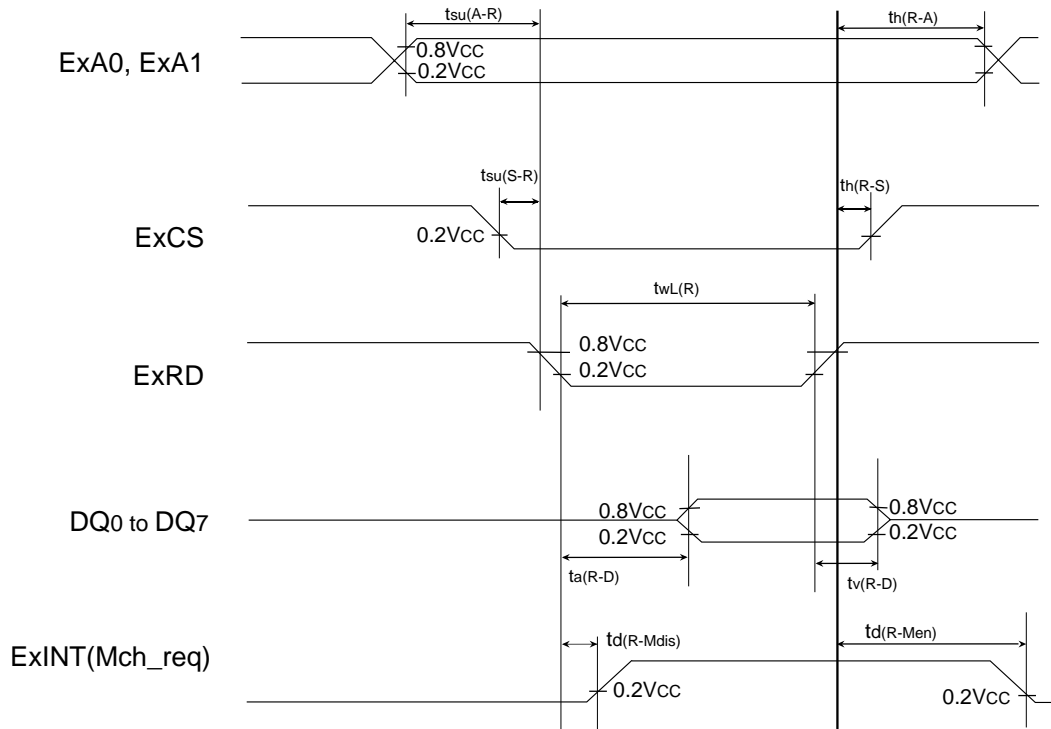 tsu(A-R)
th(R-A)
ExA0, ExA1
0.8VCC
0.2VCC
tsu(S-R)
th(R-S)
ExCS
0.2VCC
twL(R)
ExRD
0.8VCC
0.2VCC
DQ0 to DQ7
0.8VCC
0.8VCC
0.2VCC
0.2VCC
ta(R-D)
tv(R-D)
ExINT(Mch_req)
td(R-Mdis)
td(R-Men)
0.2VCC
0.2VCC